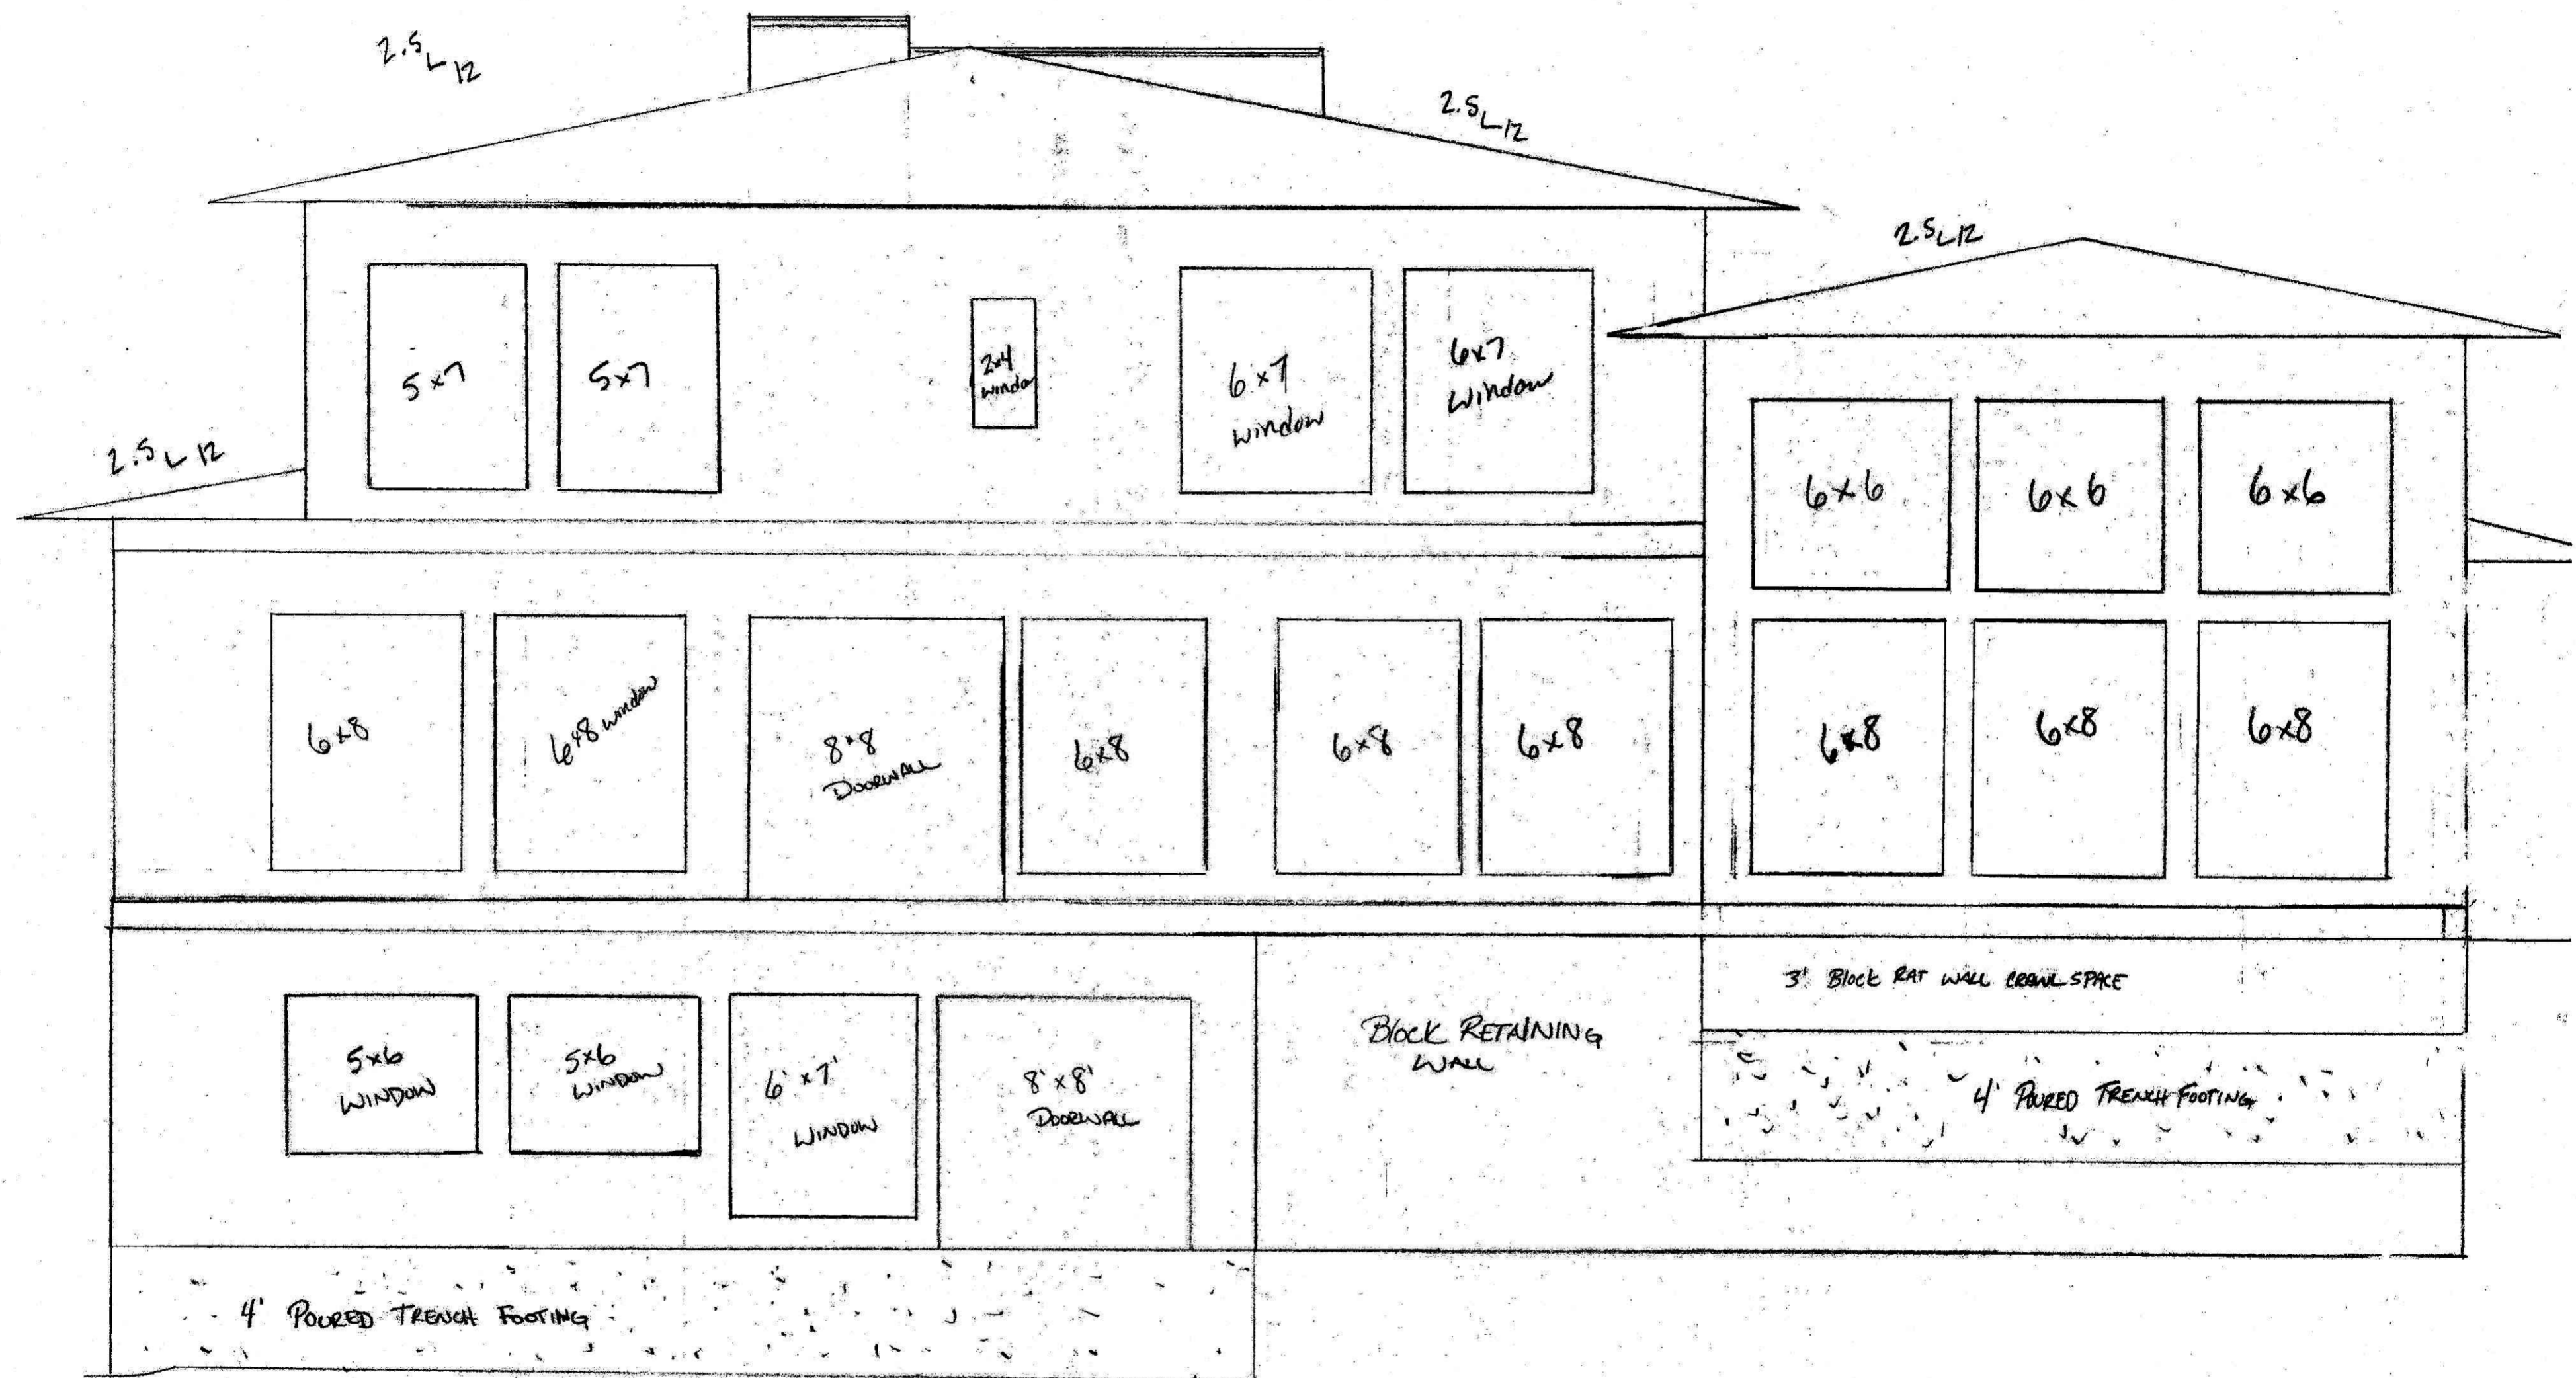 2.5 L 12
2.5 L 12
2.5 L 12
2.5 L 12
5x7
5x7
2x4
window
6x7
window
6x7
window
6x6
6x6
6x6
6x8
6x8 window
8x8
DOORWALL
6x8
6x8
6x8
6x8
6x8
6x8
3' BLOCK RAT WALL CRAWL SPACE
5x6
WINDOW
5x6
WINDOW
6' x 7'
WINDOW
8' x 8'
DOORWALL
BLOCK RETAINING
WALL
4' POURED TRENCH FOOTING
4' POURED TRENCH FOOTING